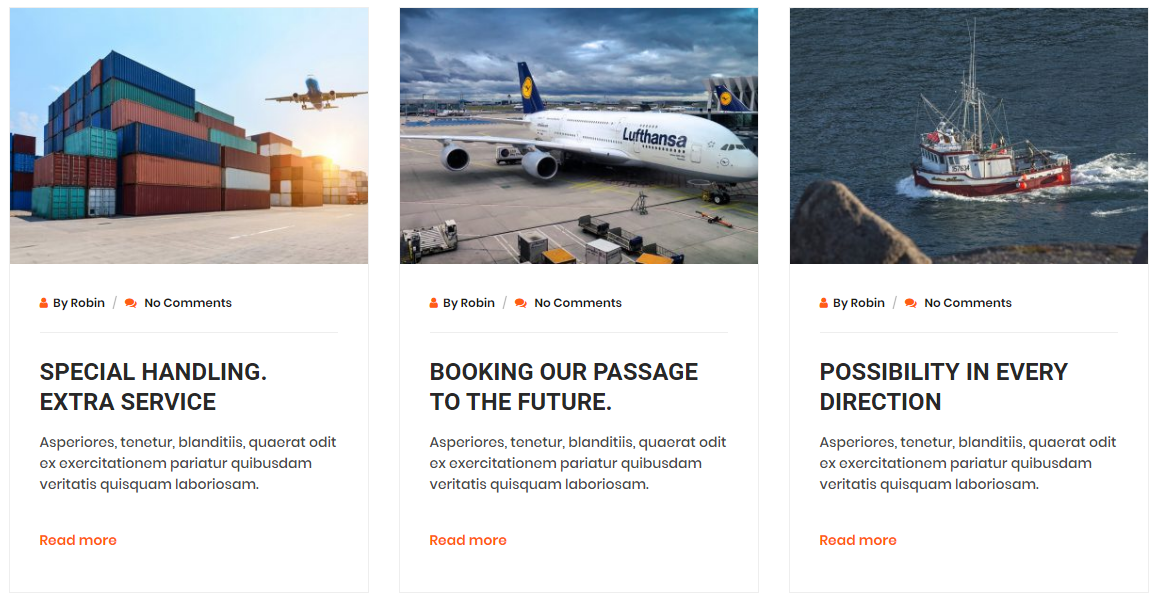 Lufthansa
157634
By Robin / No Comments
SPECIAL HANDLING.
EXTRA SERVICE
Asperiores, tenetur, blanditiis, quaerat odit
ex exercitationem pariatur quibusdam
veritatis quisquam laboriosam.
Read more
By Robin / No Comments
BOOKING OUR PASSAGE
TO THE FUTURE.
Asperiores, tenetur, blanditiis, quaerat odit
ex exercitationem pariatur quibusdam
veritatis quisquam laboriosam.
Read more
By Robin / No Comments
POSSIBILITY IN EVERY
DIRECTION
Asperiores, tenetur, blanditiis, quaerat odit
ex exercitationem pariatur quibusdam
veritatis quisquam laboriosam.
Read more